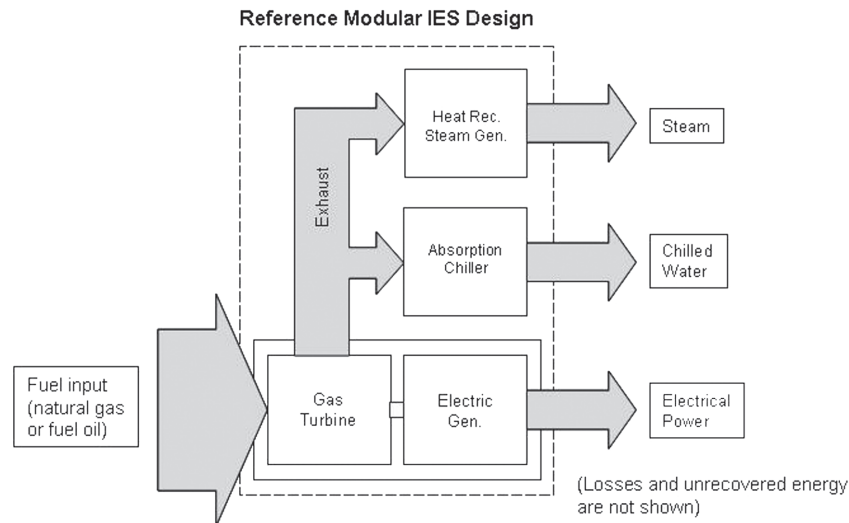 Reference Modular IES Design
Heat Rec.
Steam Gen.
Steam
Exhaust
Absorption
Chiller
Chilled
Water
Fuel input
(natural gas
or fuel oil)
Gas
Turbine
Electric
Gen.
Electrical
Power
(Losses and unrecovered energy
are not shown)